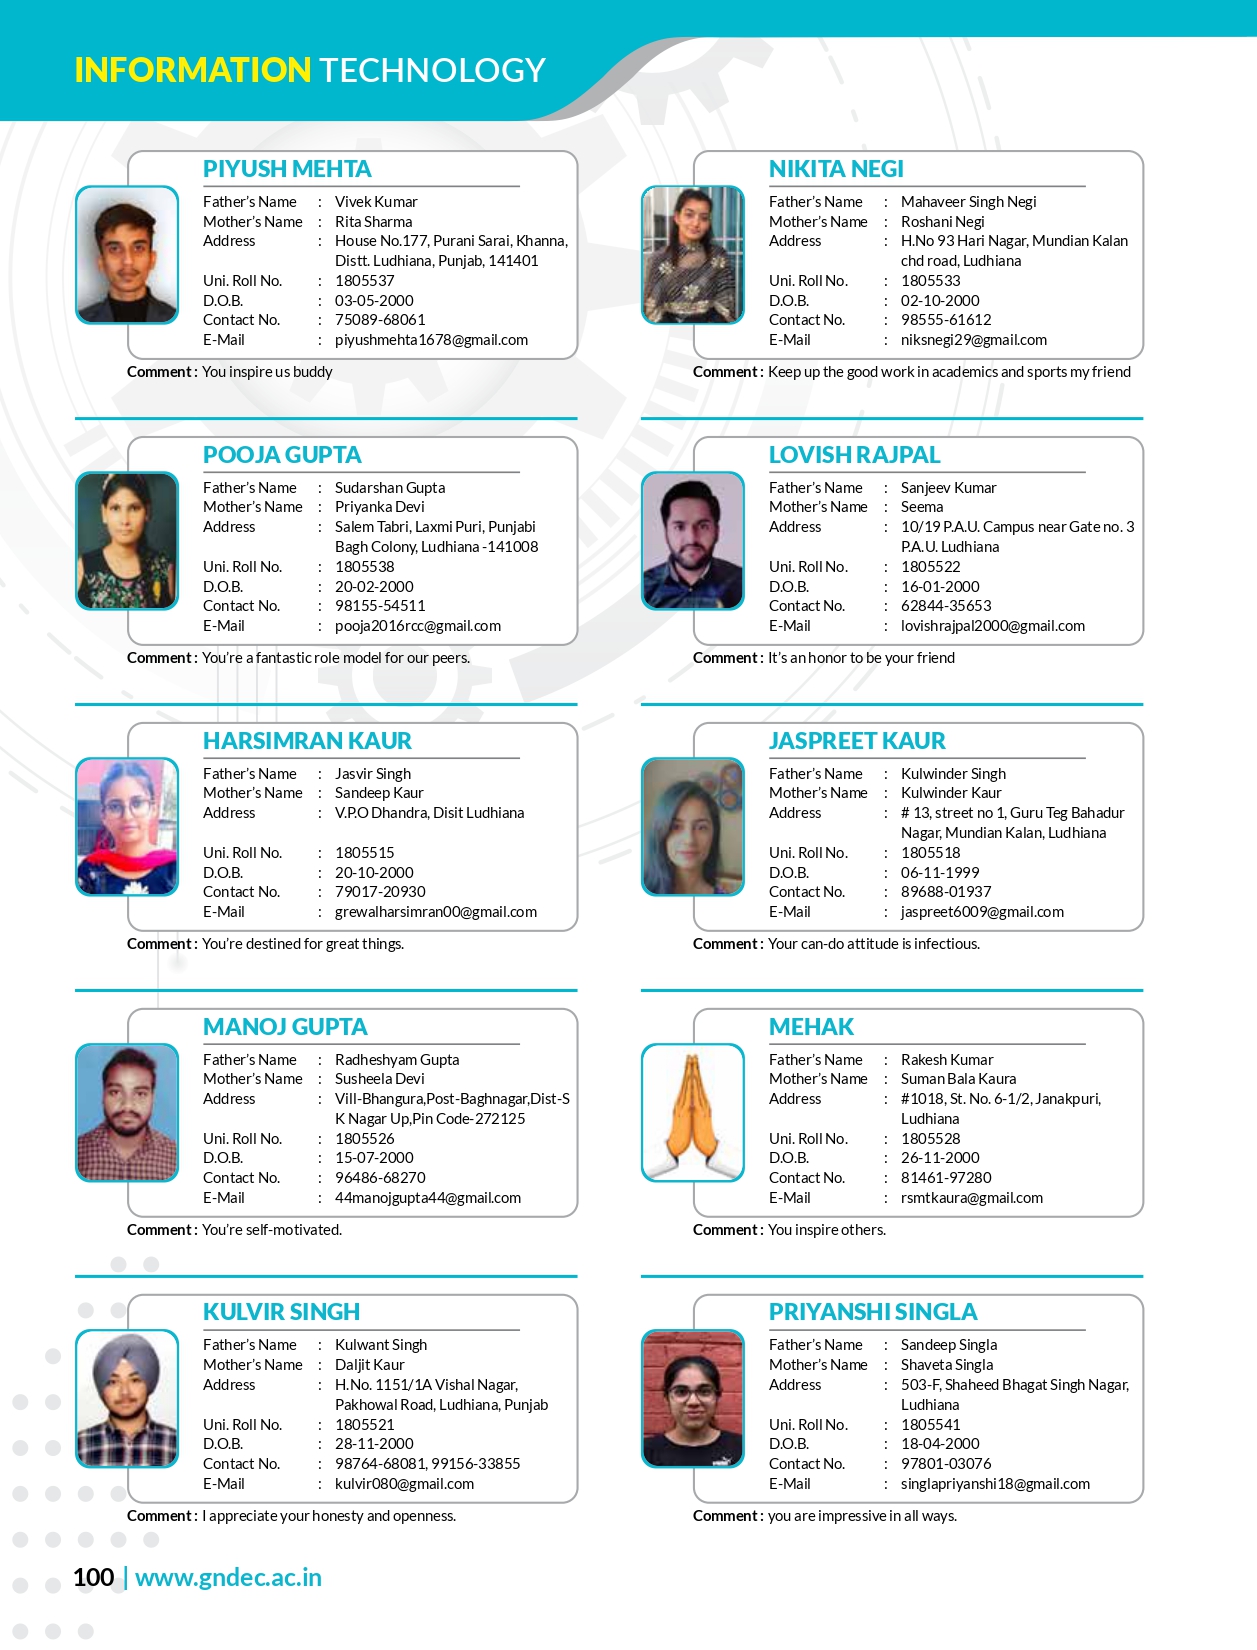 INFORMATION TECHNOLOGY
PIYUSH MEHTA
Father's Name : Vivek Kumar
Mother's Name : Rita Sharma
Address : House No.177, Purani Sarai, Khanna,
Distt. Ludhiana, Punjab, 141401
Uni. Roll No. : 1805537
D.O.B. : 03-05-2000
Contact No. : 75089-68061
E-Mail : piyushmehta1678@gmail.com
Comment : You inspire us buddy
NIKITA NEGI
Father's Name : Mahaveer Singh Negi
Mother's Name : Roshani Negi
Address : H.No 93 Hari Nagar, Mundian Kalan
chd road, Ludhiana
Uni. Roll No. : 1805533
D.O.B. : 02-10-2000
Contact No. : 98555-61612
E-Mail : niksnegi29@gmail.com
Comment : Keep up the good work in academics and sports my friend
POOJA GUPTA
Father's Name : Sudarshan Gupta
Mother's Name : Priyanka Devi
Address : Salem Tabri, Laxmi Puri, Punjabi
Bagh Colony, Ludhiana -141008
Uni. Roll No. : 1805538
D.O.B. : 20-02-2000
Contact No. : 98155-54511
E-Mail : pooja2016rcc@gmail.com
Comment : You're a fantastic role model for our peers.
LOVISH RAJPAL
Father's Name : Sanjeev Kumar
Mother's Name : Seema
Address : 10/19 P.A.U. Campus near Gate no. 3
P.A.U. Ludhiana
Uni. Roll No. : 1805522
D.O.B. : 16-01-2000
Contact No. : 62844-35653
E-Mail : lovishrajpal2000@gmail.com
Comment : It's an honor to be your friend
HARSIMRAN KAUR
Father's Name : Jasvir Singh
Mother's Name : Sandeep Kaur
Address : V.P.O Dhandra, Disit Ludhiana
Uni. Roll No. : 1805515
D.O.B. : 20-10-2000
Contact No. : 79017-20930
E-Mail : grewalharsimran00@gmail.com
Comment : You're destined for great things.
JASPREET KAUR
Father's Name : Kulwinder Singh
Mother's Name : Kulwinder Kaur
Address : # 13, street no 1, Guru Teg Bahadur
Nagar, Mundian Kalan, Ludhiana
Uni. Roll No. : 1805518
D.O.B. : 06-11-1999
Contact No. : 89688-01937
E-Mail : jaspreet6009@gmail.com
Comment : Your can-do attitude is infectious.
MANOJ GUPTA
Father's Name : Radheshyam Gupta
Mother's Name : Susheela Devi
Address : Vill-Bhangura,Post-Baghnagar,Dist-S
K Nagar Up,Pin Code-272125
Uni. Roll No. : 1805526
D.O.B. : 15-07-2000
Contact No. : 96486-68270
E-Mail : 44manojgupta44@gmail.com
Comment : You're self-motivated.
MEHAK
Father's Name : Rakesh Kumar
Mother's Name : Suman Bala Kaura
Address : #1018, St. No. 6-1/2, Janakpuri,
Ludhiana
Uni. Roll No. : 1805528
D.O.B. : 26-11-2000
Contact No. : 81461-97280
E-Mail : rsmtkaura@gmail.com
Comment : You inspire others.
KULVIR SINGH
Father's Name : Kulwant Singh
Mother's Name : Daljit Kaur
Address : H.No. 1151/1A Vishal Nagar,
Pakhowal Road, Ludhiana, Punjab
Uni. Roll No. : 1805521
D.O.B. : 28-11-2000
Contact No. : 98764-68081, 99156-33855
E-Mail : kulvir080@gmail.com
Comment : I appreciate your honesty and openness.
PRIYANSHI SINGLA
Father's Name : Sandeep Singla
Mother's Name : Shaveta Singla
Address : 503-F, Shaheed Bhagat Singh Nagar,
Ludhiana
Uni. Roll No. : 1805541
D.O.B. : 18-04-2000
Contact No. : 97801-03076
E-Mail : singlapriyanshi18@gmail.com
Comment : you are impressive in all ways.
100 | www.gndec.ac.in